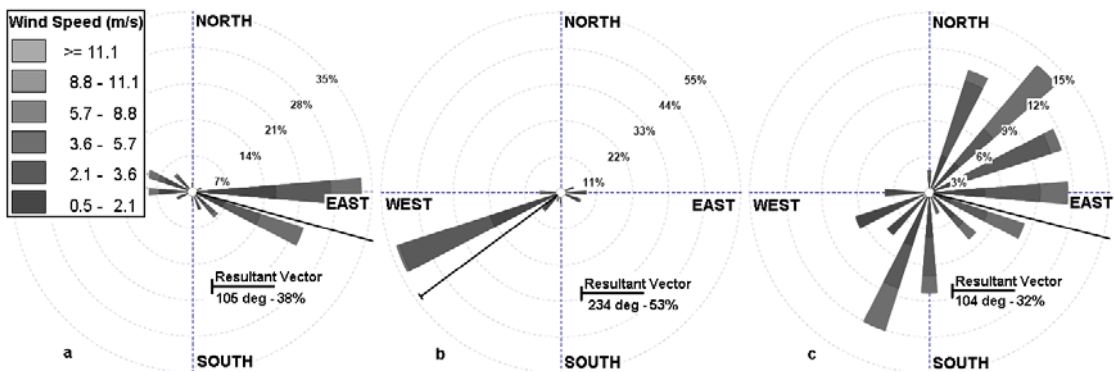 Wind Speed (m/s)
>= 11.1
8.8 - 11.1
5.7 - 8.8
3.6 - 5.7
2.1 - 3.6
0.5 - 2.1
NORTH
35%
28%
21%
14%
7%
EAST
Resultant Vector
105 deg - 38%
SOUTH
a
NORTH
55%
44%
33%
22%
11%
WEST
EAST
Resultant Vector
234 deg - 53%
SOUTH
b
NORTH
15%
12%
9%
6%
3%
WEST
EAST
Resultant Vector
104 deg - 32%
SOUTH
c